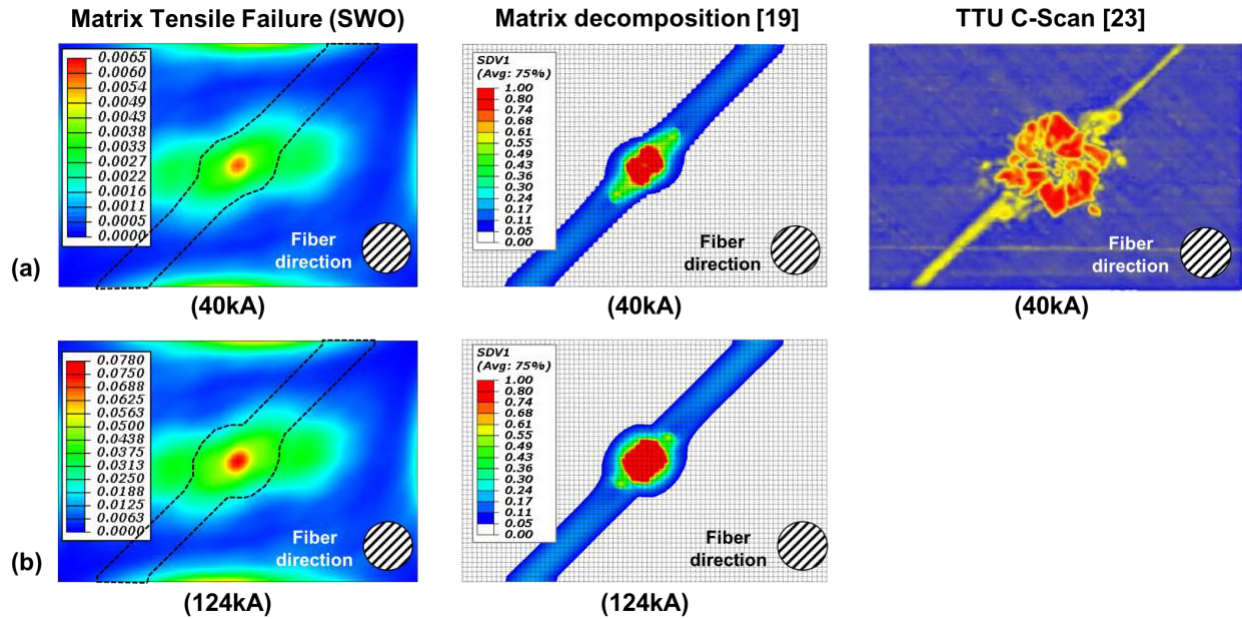 Matrix Tensile Failure (SWO)
Matrix decomposition [19]
TTU C-Scan [23]
(a)
0.0065
0.0060
0.0054
0.0049
0.0043
0.0038
0.0033
0.0027
0.0022
0.0016
0.0011
0.0005
0.0000
Fiber
direction
(40kA)
SDV1
(Avg: 75%)
1.00
0.80
0.74
0.68
0.61
0.55
0.49
0.43
0.36
0.30
0.24
0.17
0.11
0.05
0.00
Fiber
direction
(40kA)
Fiber
direction
(40kA)
(b)
0.0780
0.0750
0.0688
0.0625
0.0563
0.0500
0.0438
0.0375
0.0313
0.0250
0.0188
0.0125
0.0063
0.0000
Fiber
direction
(124kA)
SDV1
(Avg: 75%)
1.00
0.80
0.74
0.68
0.61
0.55
0.49
0.43
0.36
0.30
0.24
0.17
0.11
0.05
0.00
Fiber
direction
(124kA)